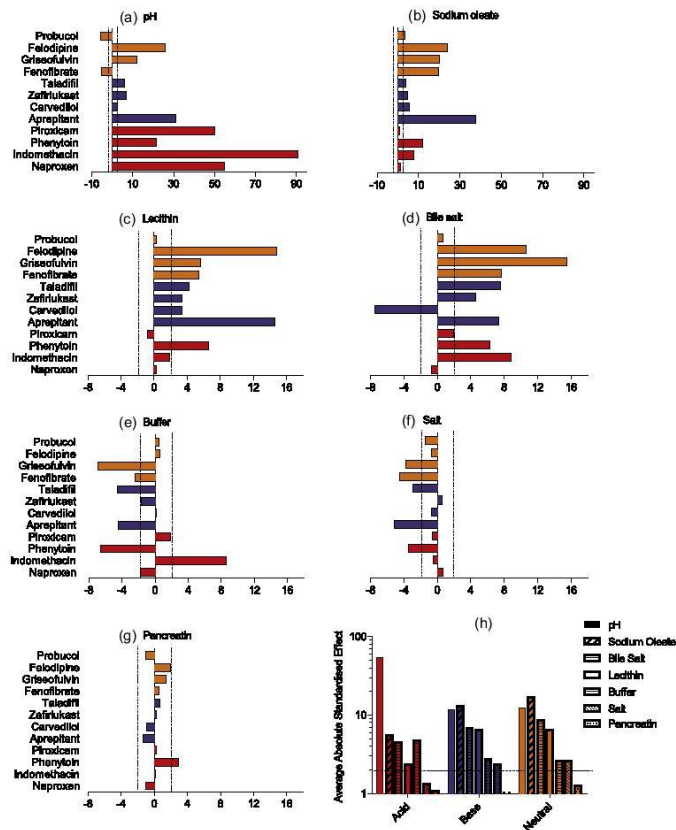 (a) pH
Probucol
Felodipine
Griseofulvin
Fenofibrate
Taladifil
Zafirlukast
Carvedilol
Aprepitant
Piroxicam
Phenytoin
Indomethacin
Naproxen
-10 10 30 50 70 90
(b) Sodium oleate
-10 10 30 50 70 90
(c) Lecithin
Probucol
Felodipine
Griseofulvin
Fenofibrate
Taladifil
Zafirlukast
Carvedilol
Aprepitant
Piroxicam
Phenytoin
Indomethacin
Naproxen
-8 -4 0 4 8 12 16
(d) Bile salt
-8 -4 0 4 8 12 16
(e) Buffer
Probucol
Felodipine
Griseofulvin
Fenofibrate
Taladifil
Zafirlukast
Carvedilol
Aprepitant
Piroxicam
Phenytoin
Indomethacin
Naproxen
-8 -4 0 4 8 12 16
(f) Salt
-8 -4 0 4 8 12 16
(g) Pancreatin
Probucol
Felodipine
Griseofulvin
Fenofibrate
Taladifil
Zafirlukast
Carvedilol
Aprepitant
Piroxicam
Phenytoin
Indomethacin
Naproxen
-8 -4 0 4 8 12 16
(h)
Average Absolute Standardised Effect
100
10
1
Acid
Base
Neutral
pH
Sodium Oleate
Bile Salt
Lecithin
Buffer
Salt
Pancreatin